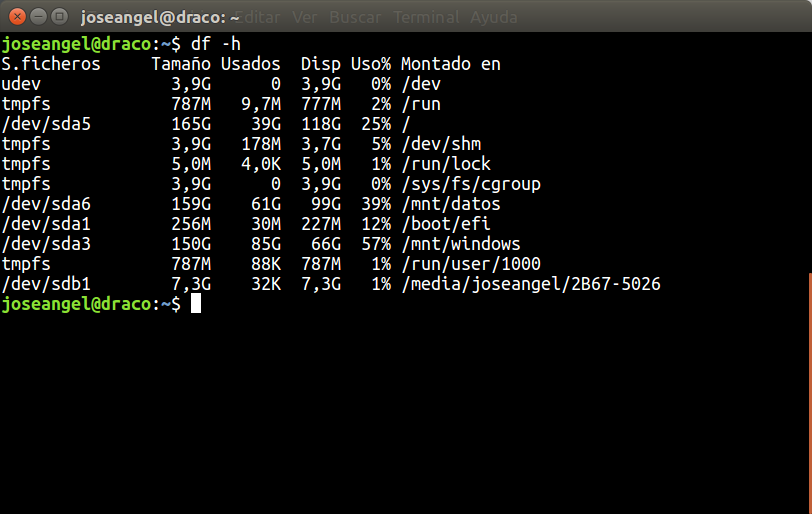 joseangel@draco: ~ Editar Ver Buscar Terminal Ayuda
joseangel@draco:~$ df -h
S.ficheros     Tamaño Usados  Disp Uso% Montado en
udev             3,9G      0  3,9G   0% /dev
tmpfs            787M   9,7M  777M   2% /run
/dev/sda5        165G    39G  118G  25% /
tmpfs            3,9G   178M  3,7G   5% /dev/shm
tmpfs            5,0M   4,0K  5,0M   1% /run/lock
tmpfs            3,9G      0  3,9G   0% /sys/fs/cgroup
/dev/sda6        159G    61G   99G  39% /mnt/datos
/dev/sda1        256M    30M  227M  12% /boot/efi
/dev/sda3        150G    85G   66G  57% /mnt/windows
tmpfs            787M    88K  787M   1% /run/user/1000
/dev/sdb1        7,3G    32K  7,3G   1% /media/joseangel/2B67-5026
joseangel@draco:~$